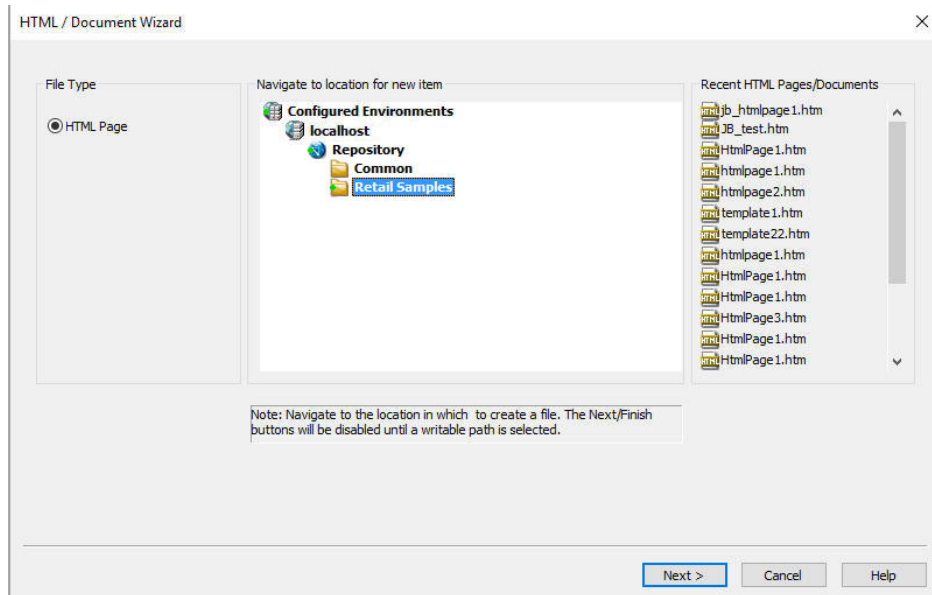 HTML / Document Wizard
File Type
HTML Page
Navigate to location for new item
Configured Environments
localhost
Repository
Common
Retail Samples
Recent HTML Pages/Documents
jb_htmlpage1.htm
JB_test.htm
HtmlPage1.htm
htmlpage1.htm
htmlpage2.htm
template1.htm
template22.htm
htmlpage1.htm
HtmlPage1.htm
HtmlPage1.htm
HtmlPage3.htm
HtmlPage1.htm
HtmlPage1.htm
Note: Navigate to the location in which to create a file. The Next/Finish
buttons will be disabled until a writable path is selected.
Next >
Cancel
Help